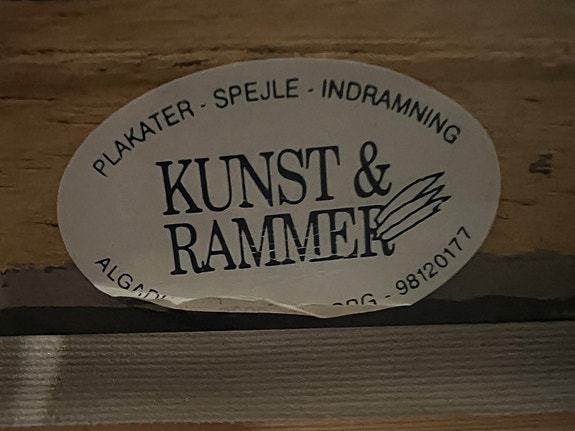 PLAKATER - SPEJLE - INDRAMNING
KUNST &
RAMMER
98120177